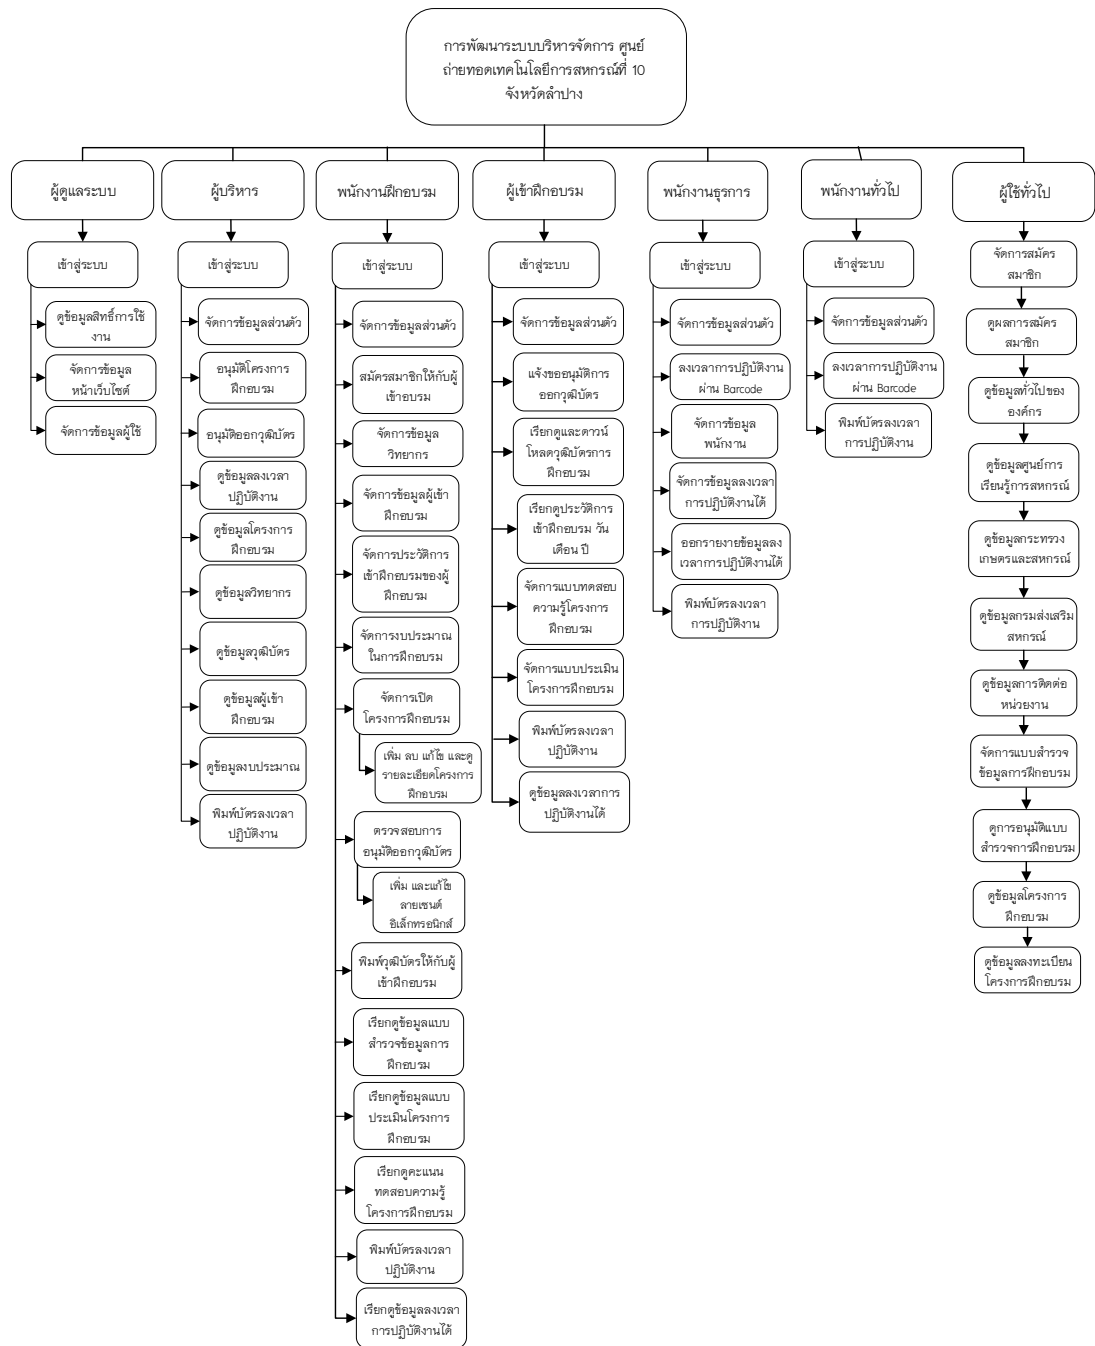 การพัฒนาระบบบริหารจัดการ ศูนย์
ถ่ายทอดเทคโนโลยีการสหกรณ์ที่ 10
จังหวัดลำปาง
ผู้ดูแลระบบ
เข้าสู่ระบบ
ดูข้อมูลสิทธิ์การใช้
งาน
จัดการข้อมูล
หน้าเว็บไซต์
จัดการข้อมูลผู้ใช้
ผู้บริหาร
เข้าสู่ระบบ
จัดการข้อมูลส่วนตัว
อนุมัติโครงการ
ฝึกอบรม
อนุมัติออกวุฒิบัตร
ดูข้อมูลลงเวลา
ปฏิบัติงาน
ดูข้อมูลโครงการ
ฝึกอบรม
ดูข้อมูลวิทยากร
ดูข้อมูลวุฒิบัตร
ดูข้อมูลผู้เข้า
ฝึกอบรม
ดูข้อมูลงบประมาณ
พิมพ์บัตรลงเวลา
ปฏิบัติงาน
พนักงานฝึกอบรม
เข้าสู่ระบบ
จัดการข้อมูลส่วนตัว
สมัครสมาชิกให้กับผู้
เข้าอบรม
จัดการข้อมูล
วิทยากร
จัดการข้อมูลผู้เข้า
ฝึกอบรม
จัดการประวัติการ
เข้าฝึกอบรมของผู้
ฝึกอบรม
จัดการงบประมาณ
ในการฝึกอบรม
จัดการเปิด
โครงการฝึกอบรม
เพิ่ม ลบ แก้ไข และดู
รายละเอียดโครงการ
ฝึกอบรม
ตรวจสอบการ
อนุมัติออกวุฒิบัตร
เพิ่ม และแก้ไข
ลายเซนต์
อิเล็กทรอนิกส์
พิมพ์วุฒิบัตรให้กับผู้
เข้าฝึกอบรม
เรียกดูข้อมูลแบบ
สำรวจข้อมูลการ
ฝึกอบรม
เรียกดูข้อมูลแบบ
ประเมินโครงการ
ฝึกอบรม
เรียกดูคะแนน
ทดสอบความรู้
โครงการฝึกอบรม
พิมพ์บัตรลงเวลา
ปฏิบัติงาน
เรียกดูข้อมูลลงเวลา
การปฏิบัติงานได้
ผู้เข้าฝึกอบรม
เข้าสู่ระบบ
จัดการข้อมูลส่วนตัว
แจ้งขออนุมัติการ
ออกวุฒิบัตร
เรียกดูและดาวน์
โหลดวุฒิบัตรการ
ฝึกอบรม
เรียกดูประวัติการ
เข้าฝึกอบรม วัน
เดือน ปี
จัดการแบบทดสอบ
ความรู้โครงการ
ฝึกอบรม
จัดการแบบประเมิน
โครงการฝึกอบรม
พิมพ์บัตรลงเวลา
ปฏิบัติงาน
ดูข้อมูลลงเวลาการ
ปฏิบัติงานได้
พนักงานธุรการ
เข้าสู่ระบบ
จัดการข้อมูลส่วนตัว
ลงเวลาการปฏิบัติงาน
ผ่าน Barcode
จัดการข้อมูล
พนักงาน
จัดการข้อมูลลงเวลา
การปฏิบัติงานได้
ออกรายงายข้อมูลลง
เวลาการปฏิบัติงานได้
พิมพ์บัตรลงเวลา
การปฏิบัติงาน
พนักงานทั่วไป
เข้าสู่ระบบ
จัดการข้อมูลส่วนตัว
ลงเวลาการปฏิบัติงาน
ผ่าน Barcode
พิมพ์บัตรลงเวลา
การปฏิบัติงาน
ผู้ใช้ทั่วไป
จัดการสมัคร
สมาชิก
ดูผลการสมัคร
สมาชิก
ดูข้อมูลทั่วไปของ
องค์กร
ดูข้อมูลศูนย์การ
เรียนรู้การสหกรณ์
ดูข้อมูลกระทรวง
เกษตรและสหกรณ์
ดูข้อมูลกรมส่งเสริม
สหกรณ์
ดูข้อมูลการติดต่อ
หน่วยงาน
จัดการแบบสำรวจ
ข้อมูลการฝึกอบรม
ดูการอนุมัติแบบ
สำรวจการฝึกอบรม
ดูข้อมูลโครงการ
ฝึกอบรม
ดูข้อมูลลงทะเบียน
โครงการฝึกอบรม